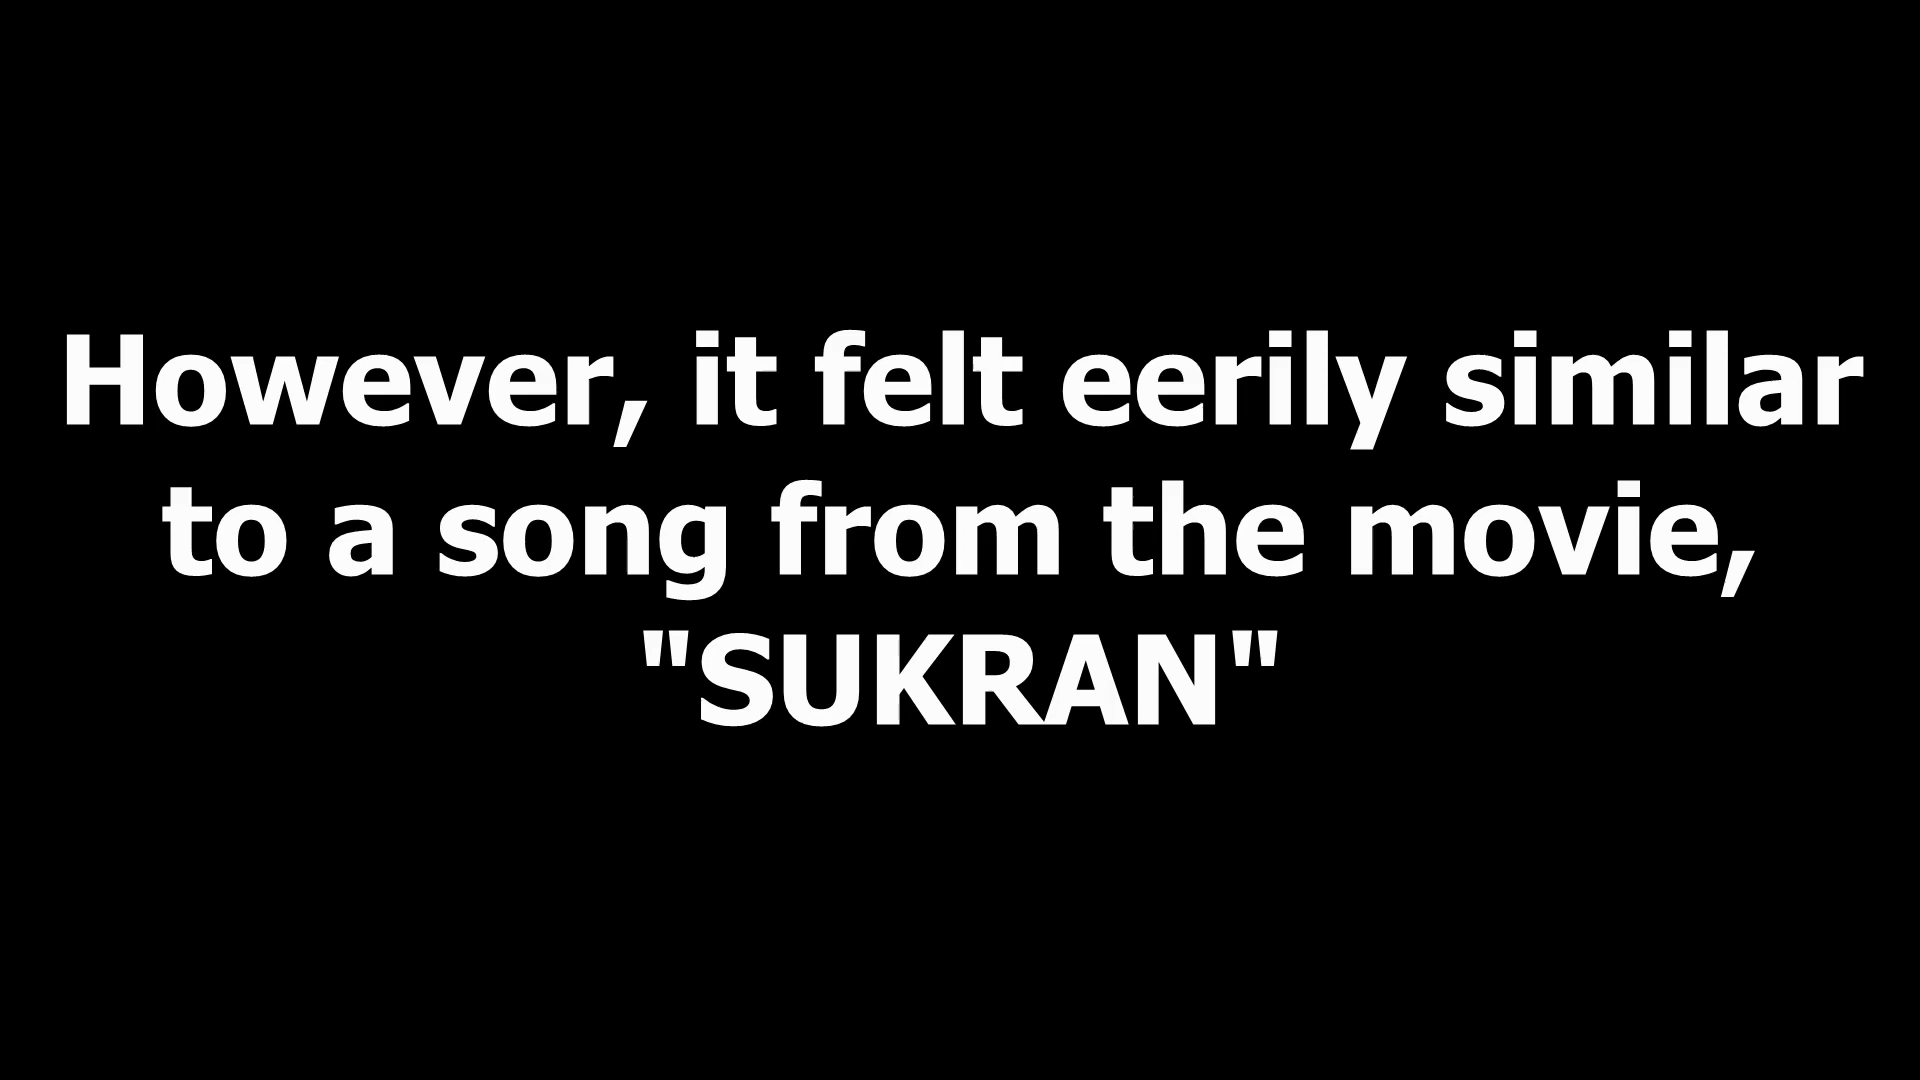 However, it felt eerily similar
to a song from the movie,
"SUKRAN"